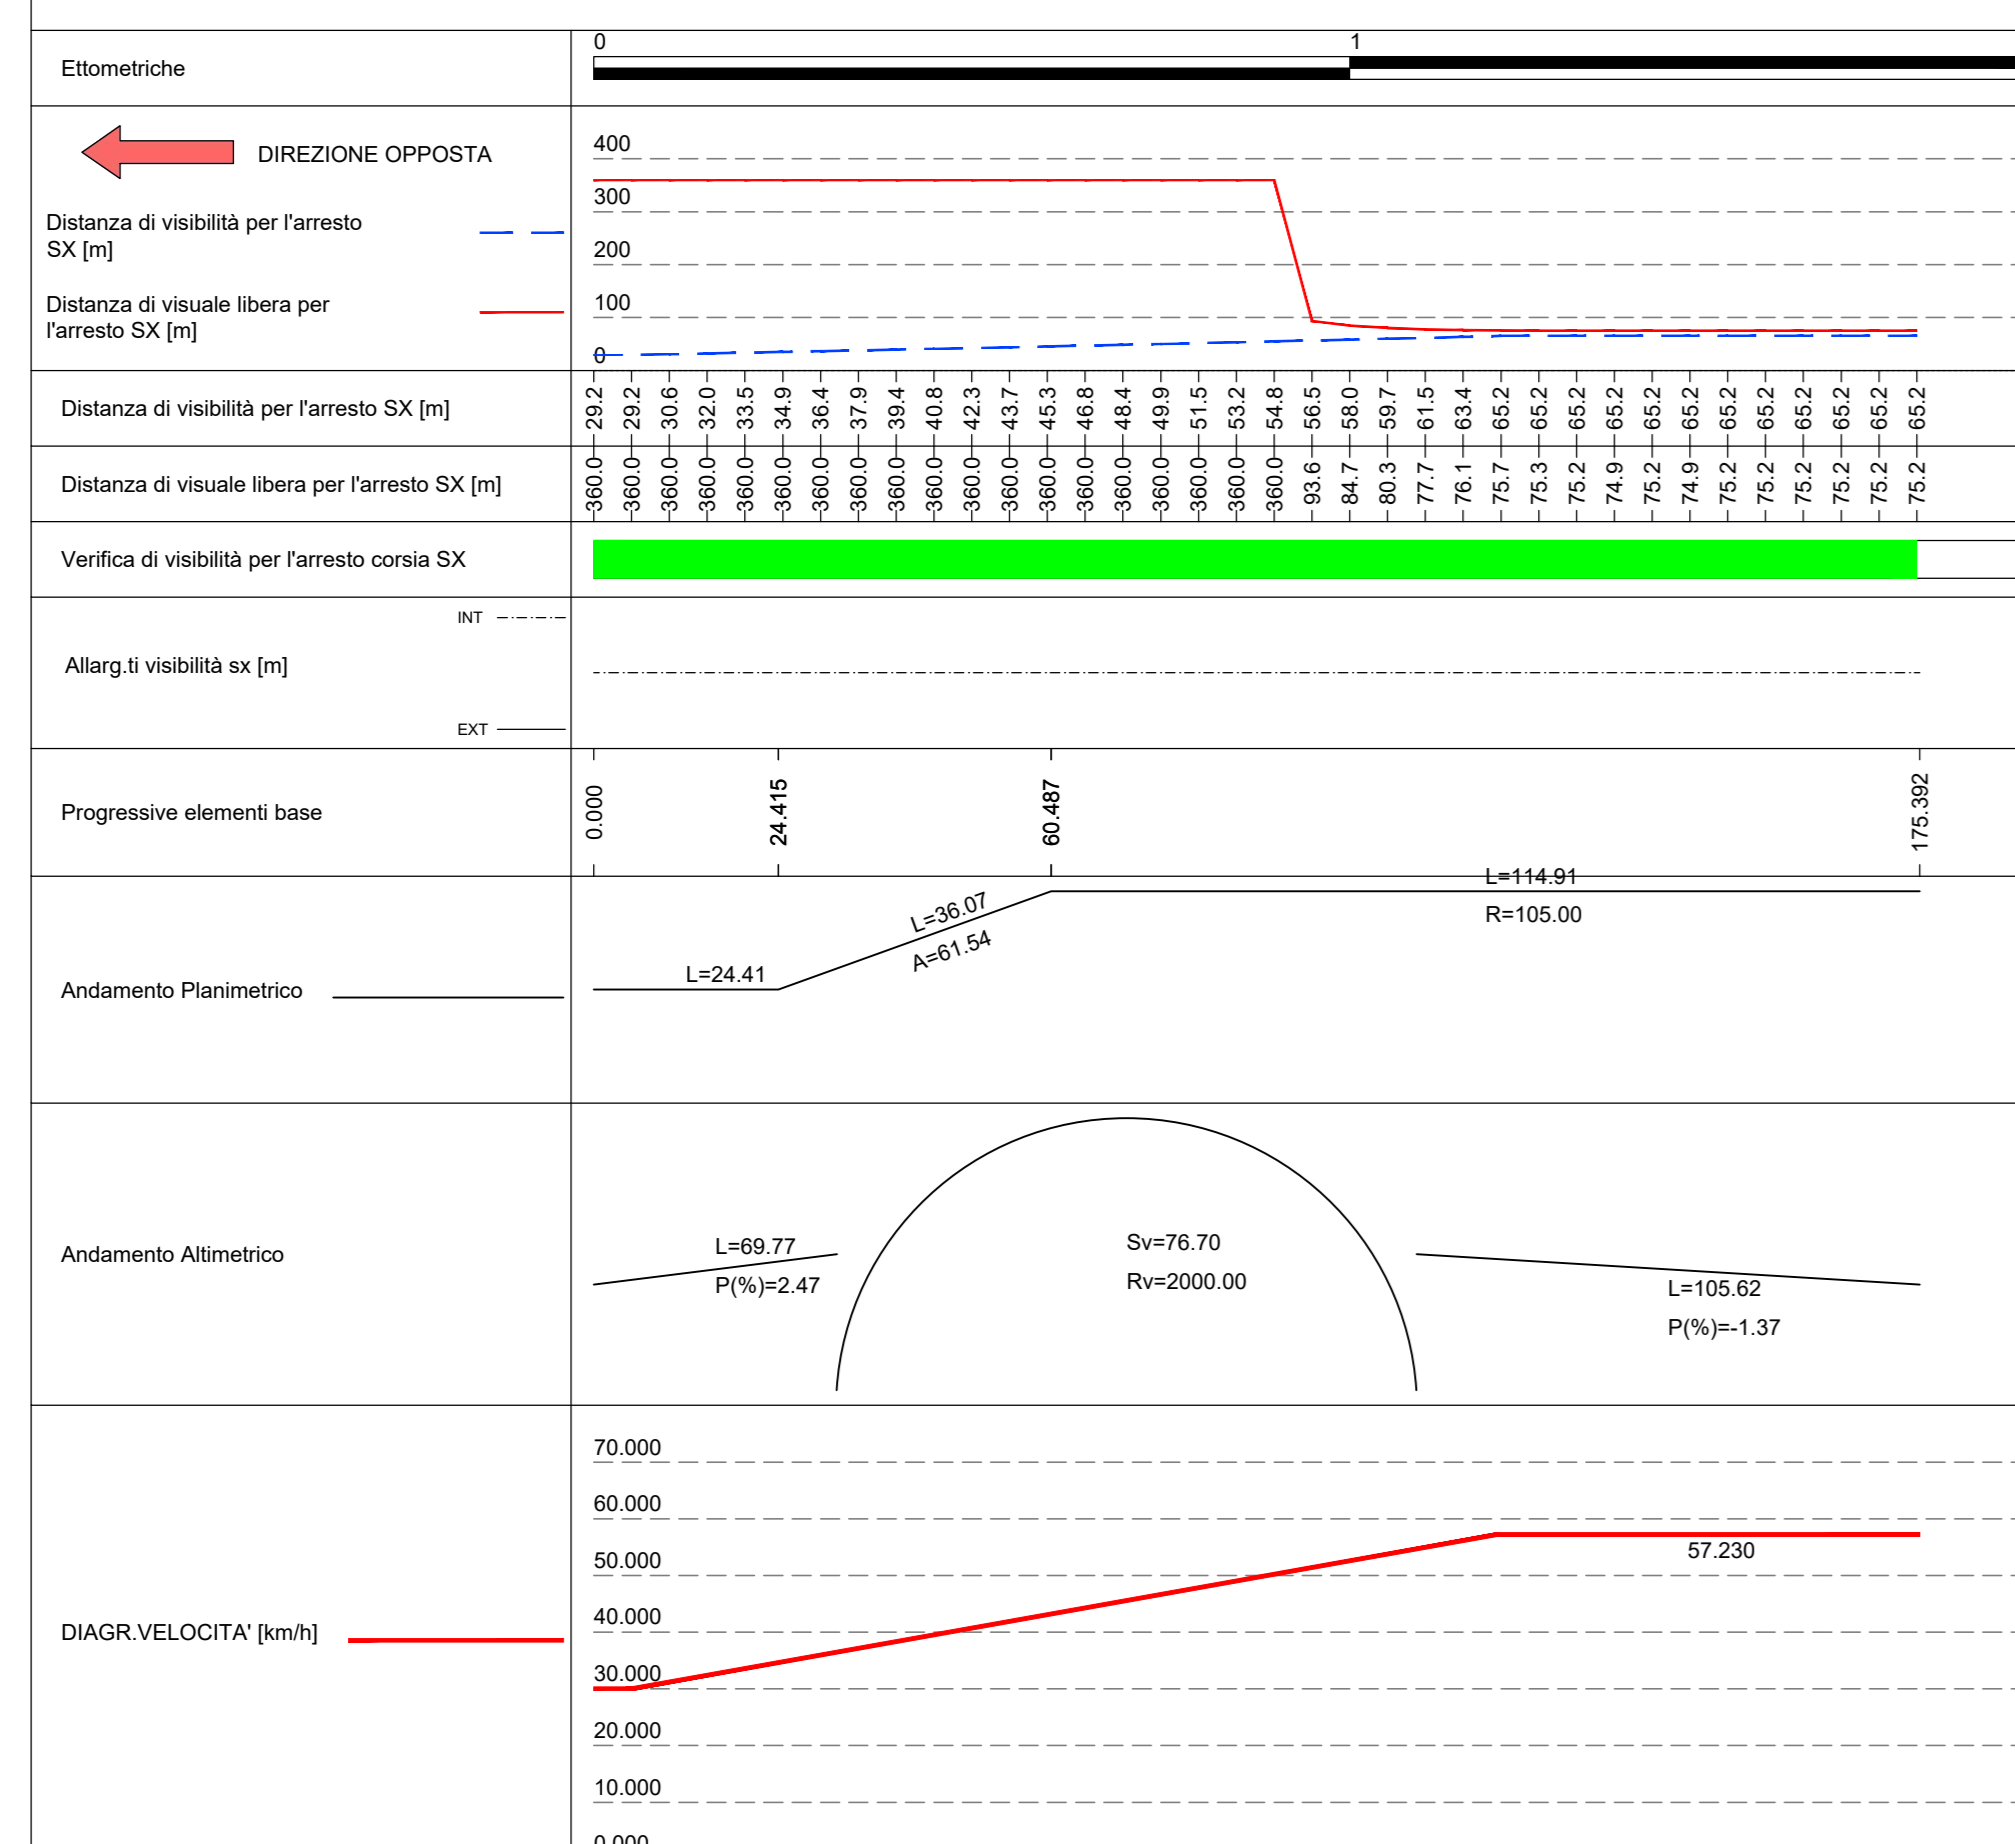 0 1
Ettometriche
DIREZIONE OPPOSTA
Distanza di visibilità per l'arresto
SX [m]
Distanza di visuale libera per
l'arresto SX [m]
400
300
200
100
0
Distanza di visibilità per l'arresto SX [m]
29.2 29.2 30.6 32.0 33.5 34.9 36.4 37.9 39.4 40.8 42.3 43.7 45.3 46.8 48.4 49.9 51.5 53.2 54.8 56.5 58.0 59.7 61.5 63.4 65.2 65.2 65.2 65.2 65.2 65.2 65.2 65.2 65.2 65.2 65.2 65.2
Distanza di visuale libera per l'arresto SX [m]
360.0 360.0 360.0 360.0 360.0 360.0 360.0 360.0 360.0 360.0 360.0 360.0 360.0 360.0 360.0 360.0 360.0 360.0 360.0 93.6 84.7 80.3 77.7 76.1 75.7 75.3 75.2 74.9 75.2 74.9 75.2 75.2 75.2 75.2 75.2 75.2
Verifica di visibilità per l'arresto corsia SX
INT
Allarg.ti visibilità sx [m]
EXT
Progressive elementi base
0.000 24.415 60.487 175.392
Andamento Planimetrico
L=24.41
L=36.07
A=61.54
L=114.91
R=105.00
Andamento Altimetrico
L=69.77
P(%)=2.47
Sv=76.70
Rv=2000.00
L=105.62
P(%)=-1.37
DIAGR.VELOCITA' [km/h]
70.000
60.000
50.000
40.000
30.000
20.000
10.000
0.000
57.230